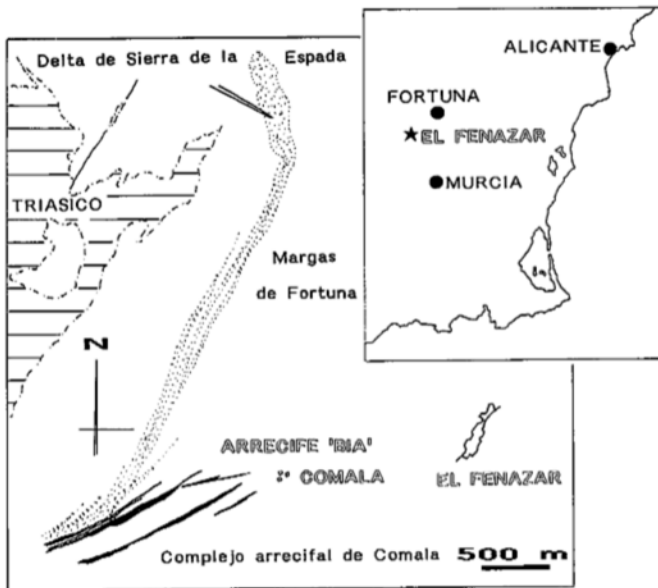 Delta de Sierra de la Espada
TRIASICO
Margas
de Fortuna
N
ARRECIFE 'BIA'
COMALA
EL FENAZAR
Complejo arrecifal de Comala
500 m
ALICANTE
FORTUNA
EL FENAZAR
MURCIA